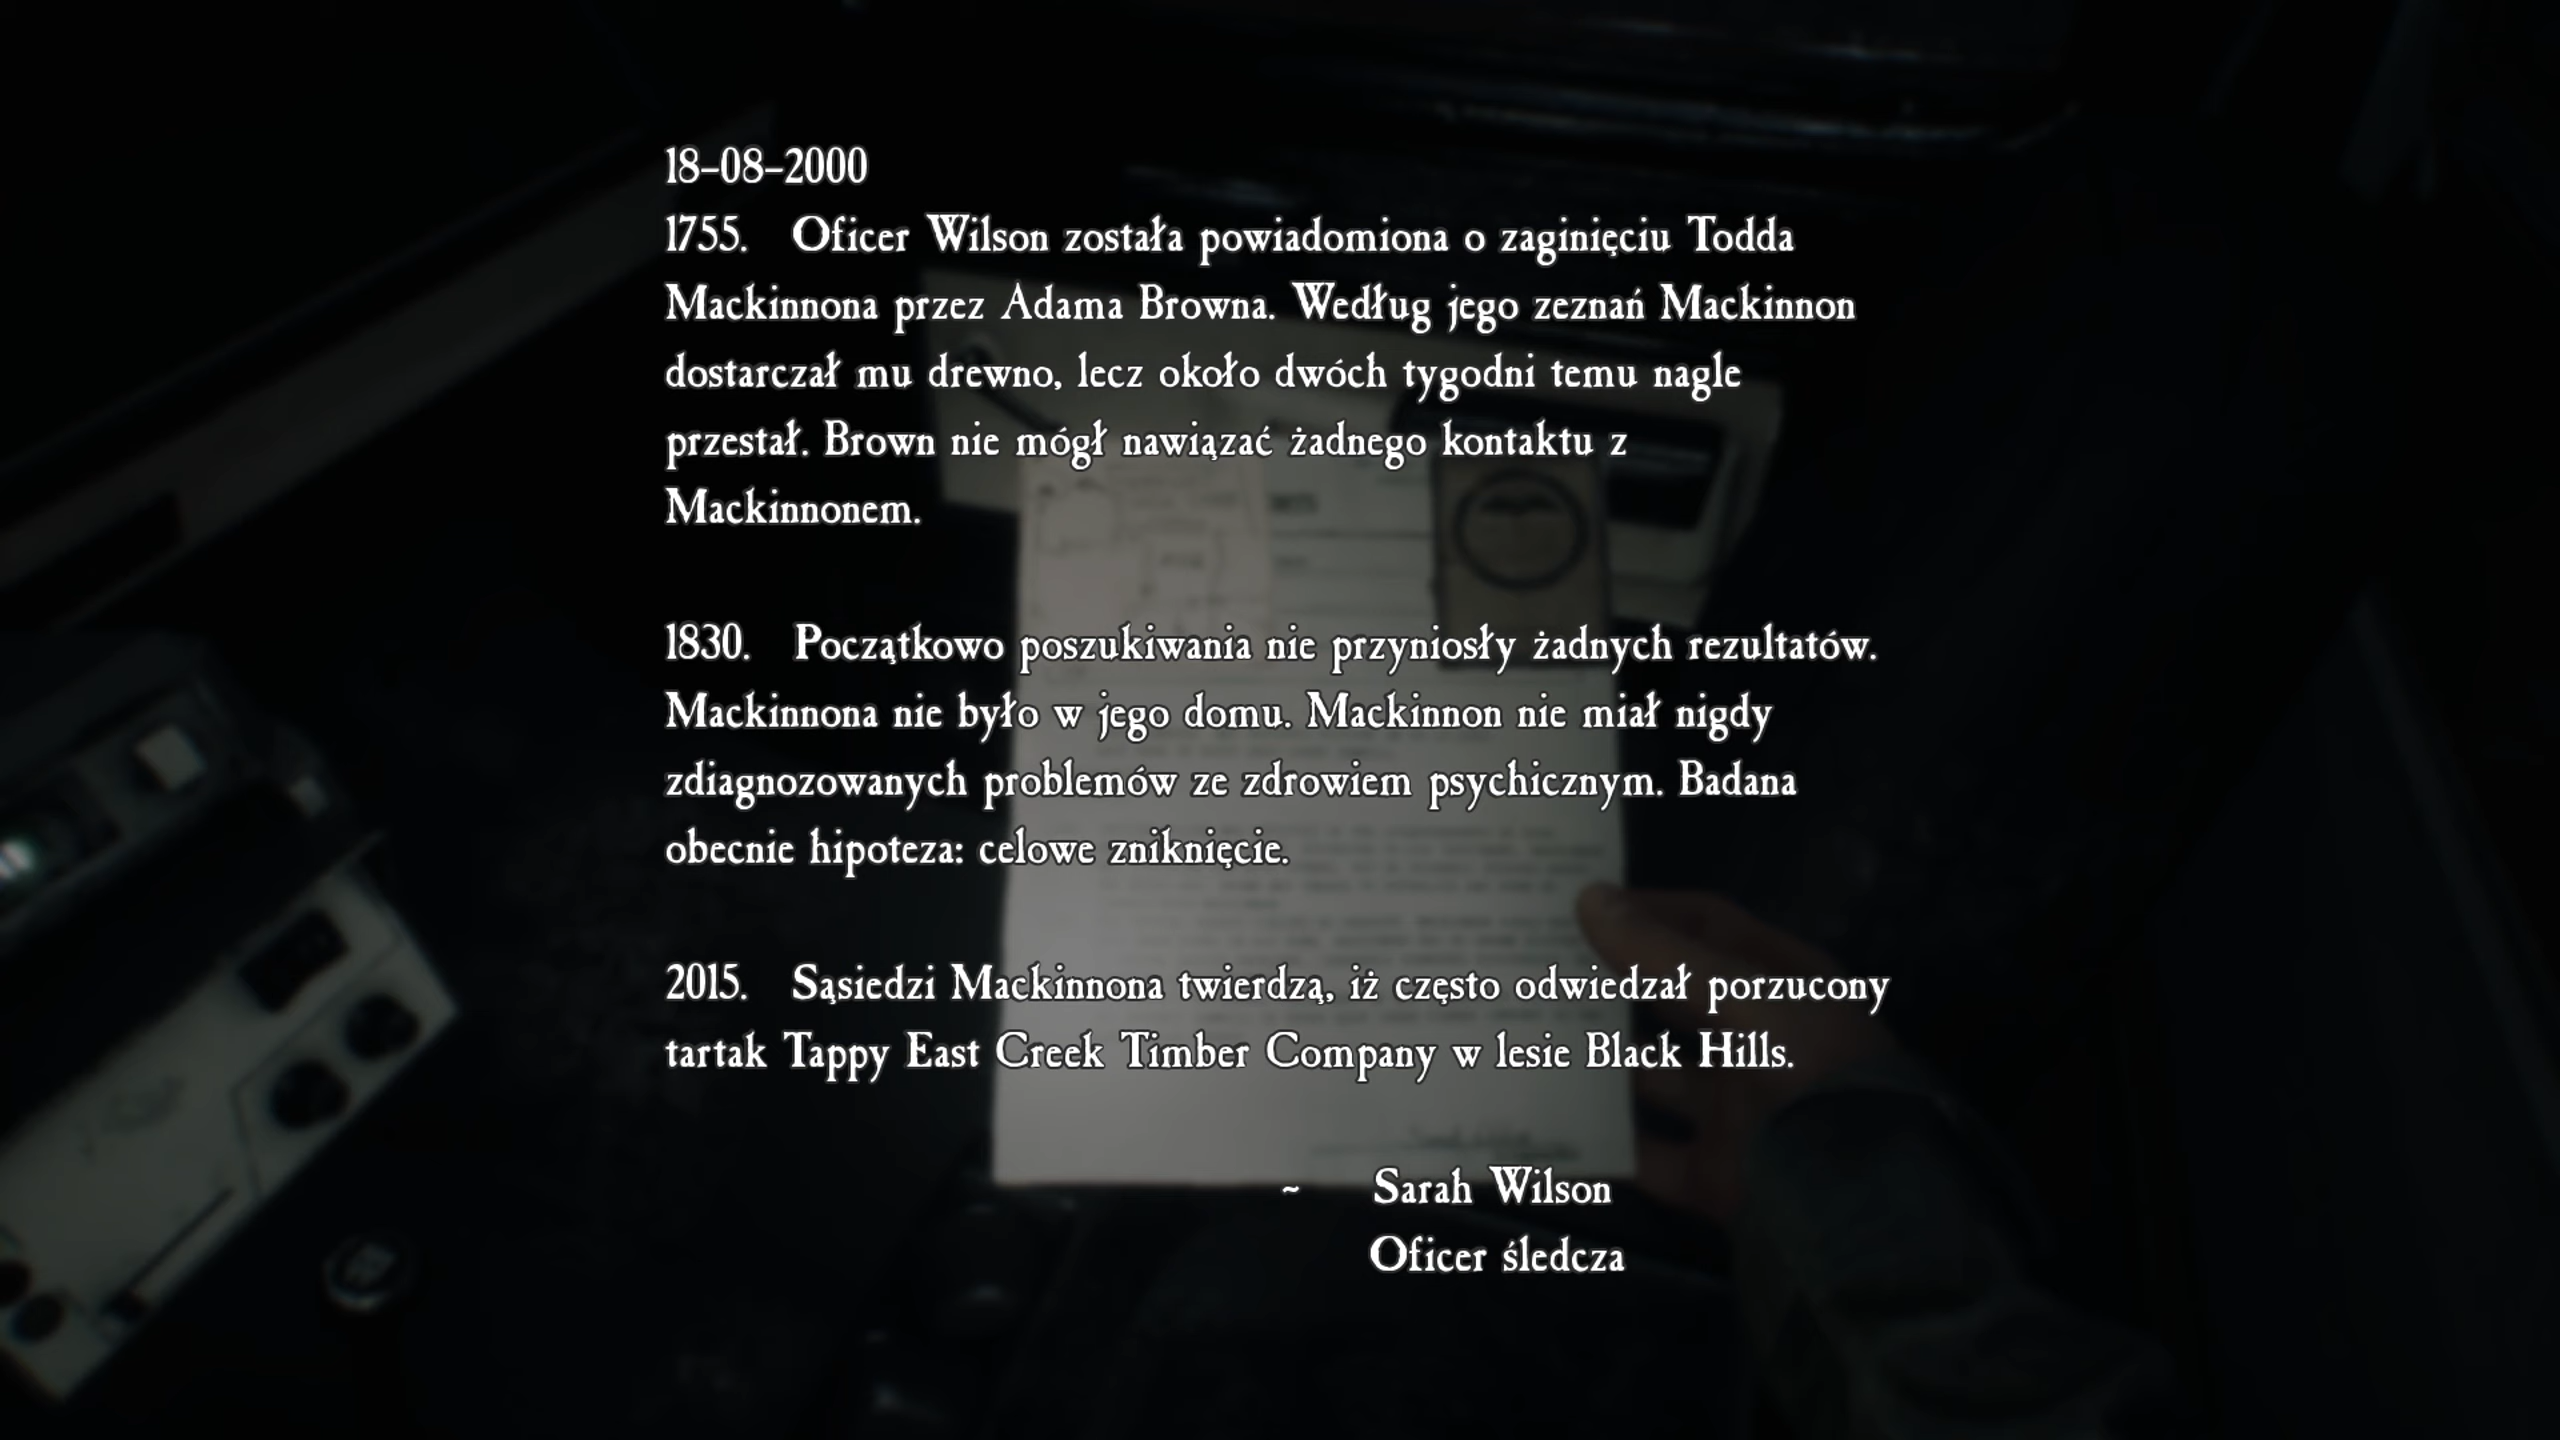 18-08-2000
1755. Oficer Wilson została powiadomiona o zaginięciu Todda
Mackinnona przez Adama Browna. Według jego zeznań Mackinnon
dostarczał mu drewno, lecz około dwóch tygodni temu nagle
przestał. Brown nie mógł nawiązać żadnego kontaktu z
Mackinnonem.
1830. Początkowo poszukiwania nie przyniosły żadnych rezultatów.
Mackinnona nie było w jego domu. Mackinnon nie miał nigdy
zdiagnozowanych problemów ze zdrowiem psychicznym. Badana
obecnie hipoteza: celowe zniknięcie.
2015. Sąsiedzi Mackinnona twierdzą, iż często odwiedzał porzucony
tartak Tappy East Creek Timber Company w lesie Black Hills.
~ Sarah Wilson
Oficer śledcza